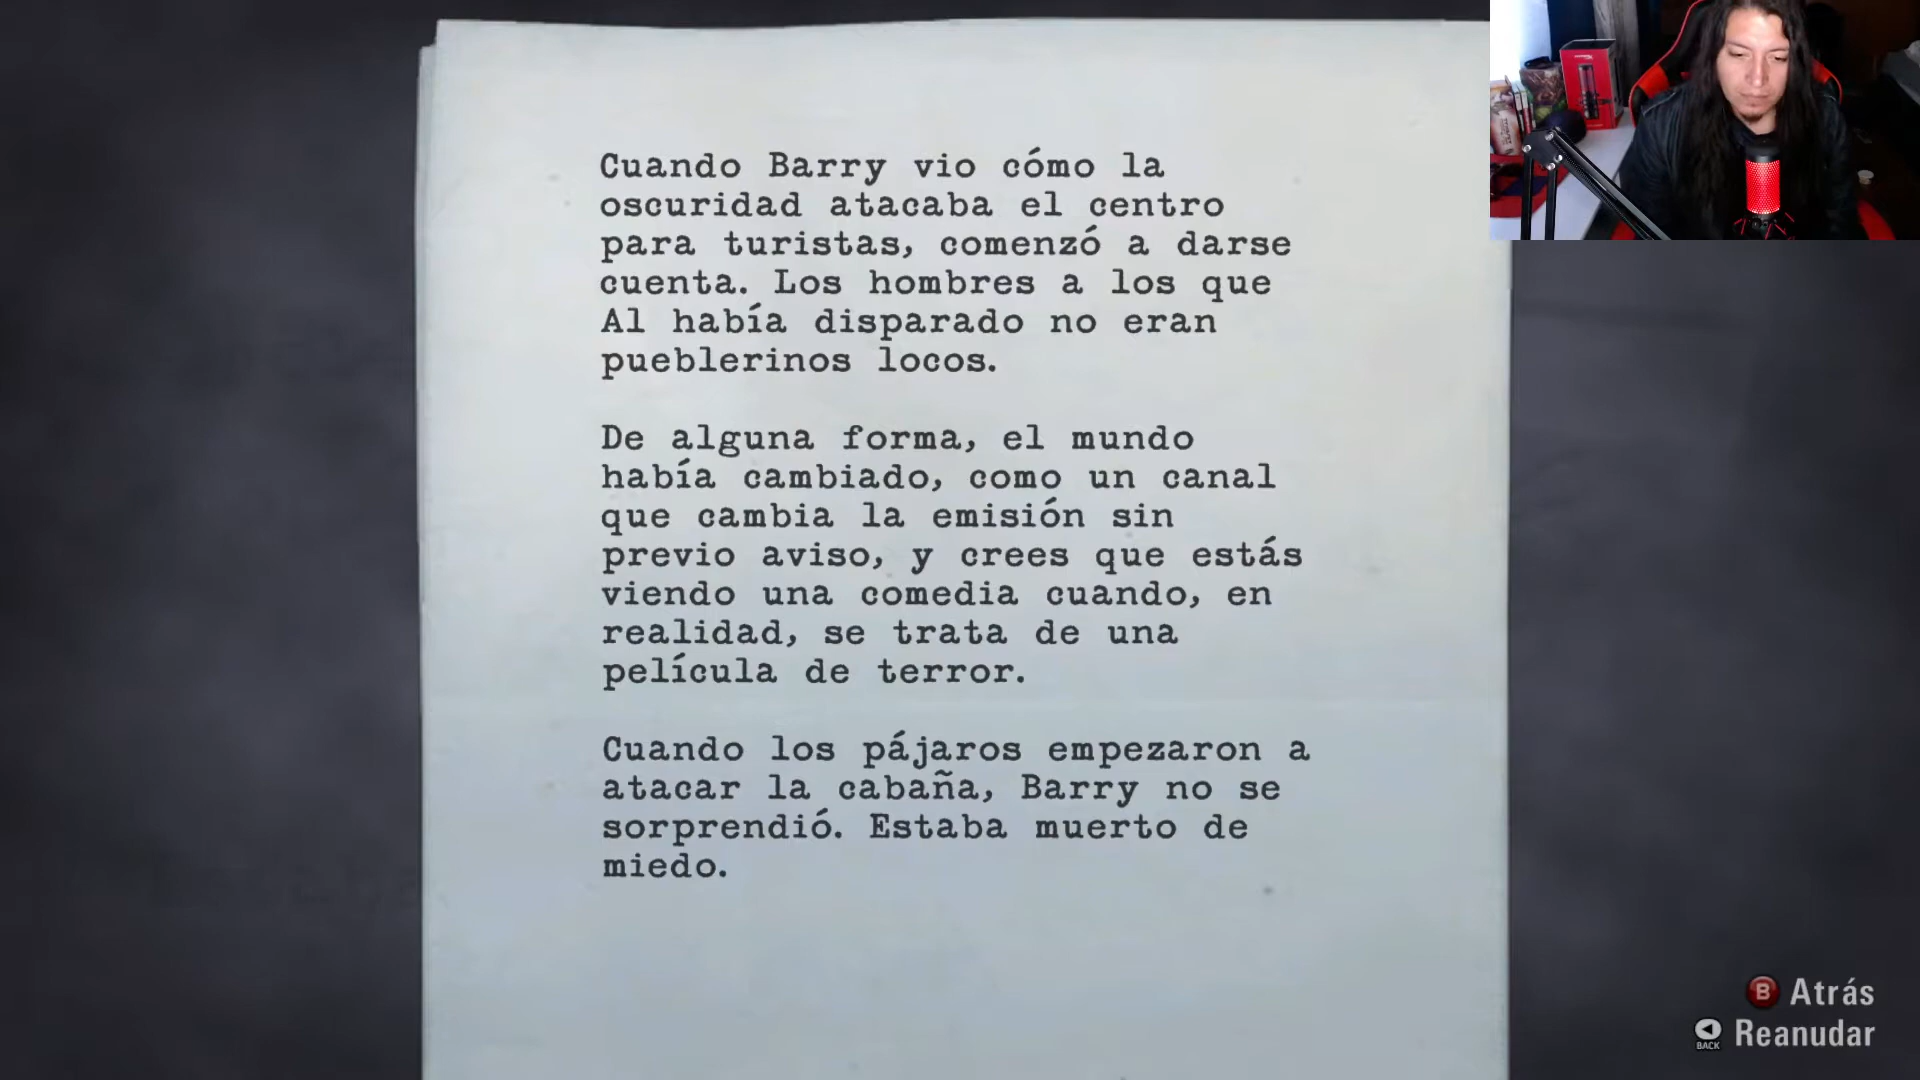 Cuando Barry vio cómo la
oscuridad atacaba el centro
para turistas, comenzó a darse
cuenta. Los hombres a los que
Al había disparado no eran
pueblerinos locos.
De alguna forma, el mundo
había cambiado, como un canal
que cambia la emisión sin
previo aviso, y crees que estás
viendo una comedia cuando, en
realidad, se trata de una
película de terror.
Cuando los pájaros empezaron a
atacar la cabaña, Barry no se
sorprendió. Estaba muerto de
miedo.
B Atrás
BACK Reanudar